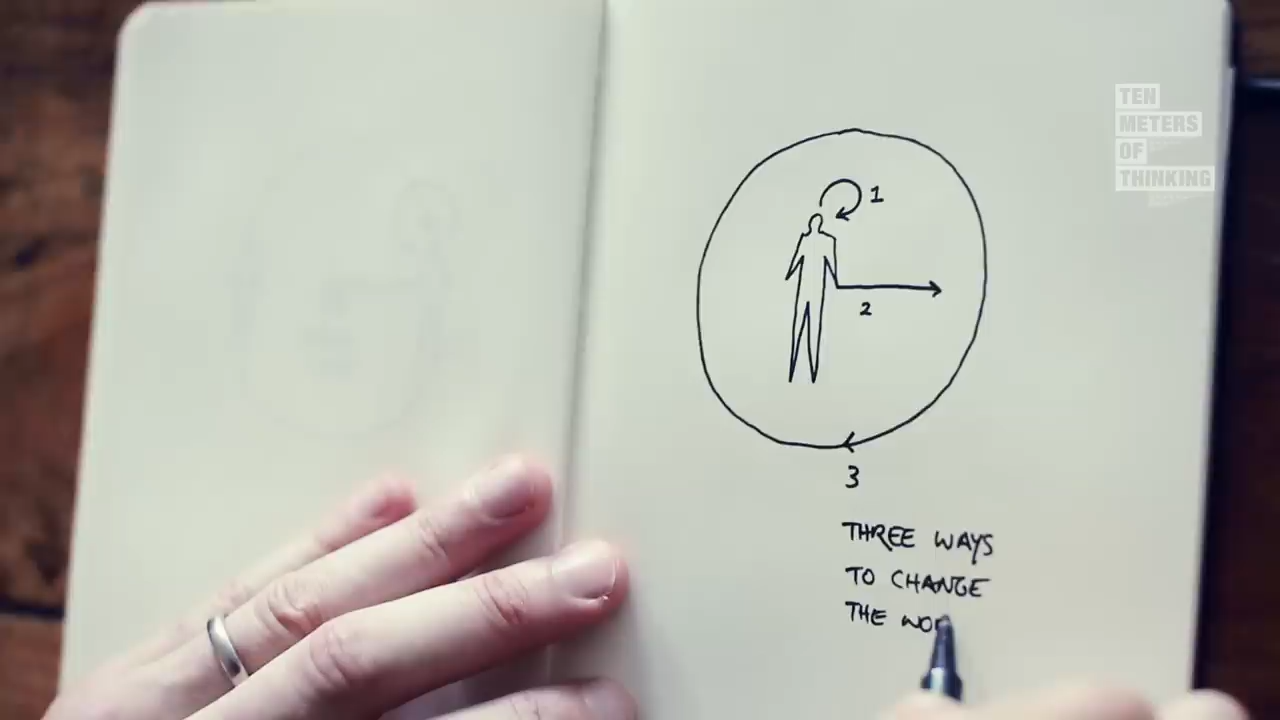 TEN
METERS
OF
THINKING
1
2
3
THREE WAYS
TO CHANGE
THE